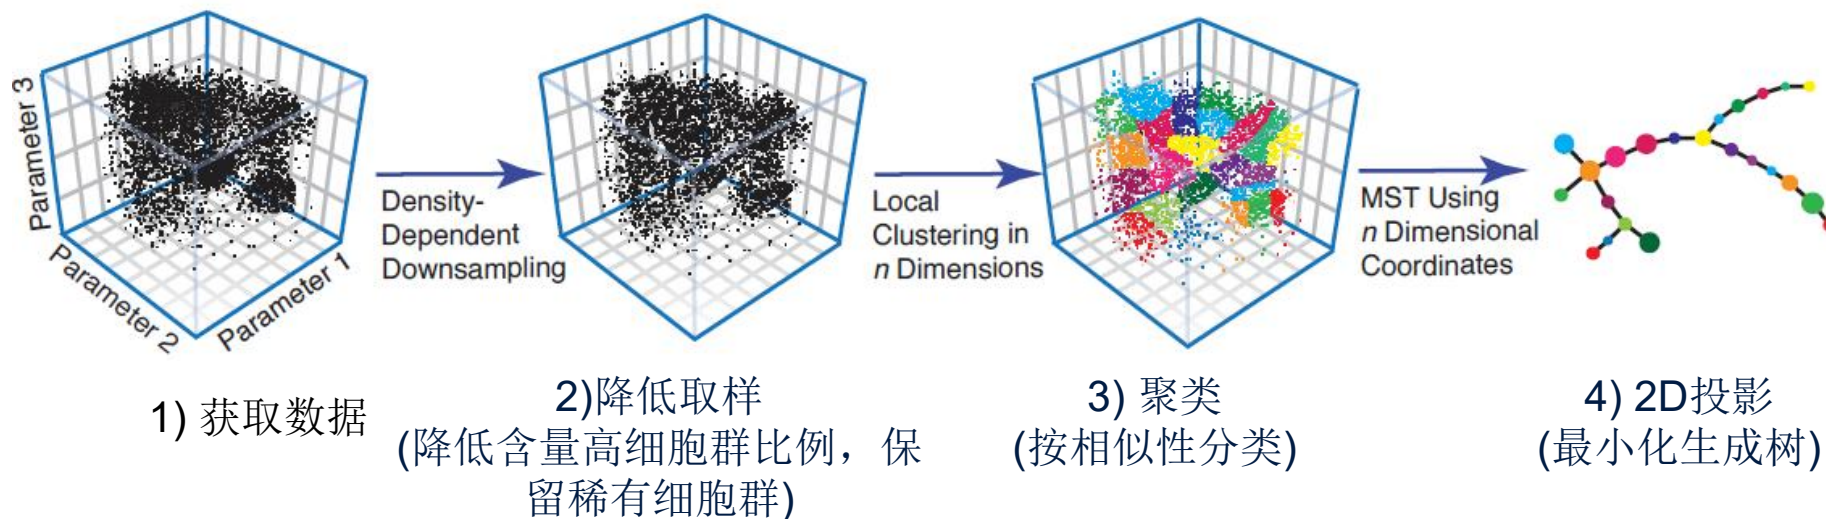 Parameter 3
Parameter 2
Parameter 1
Density-
Dependent
Downsampling
Local
Clustering in
n Dimensions
MST Using
n Dimensional
Coordinates
1) 获取数据
2)降低取样
(降低含量高细胞群比例，保
留稀有细胞群)
3) 聚类
(按相似性分类)
4) 2D投影
(最小化生成树)